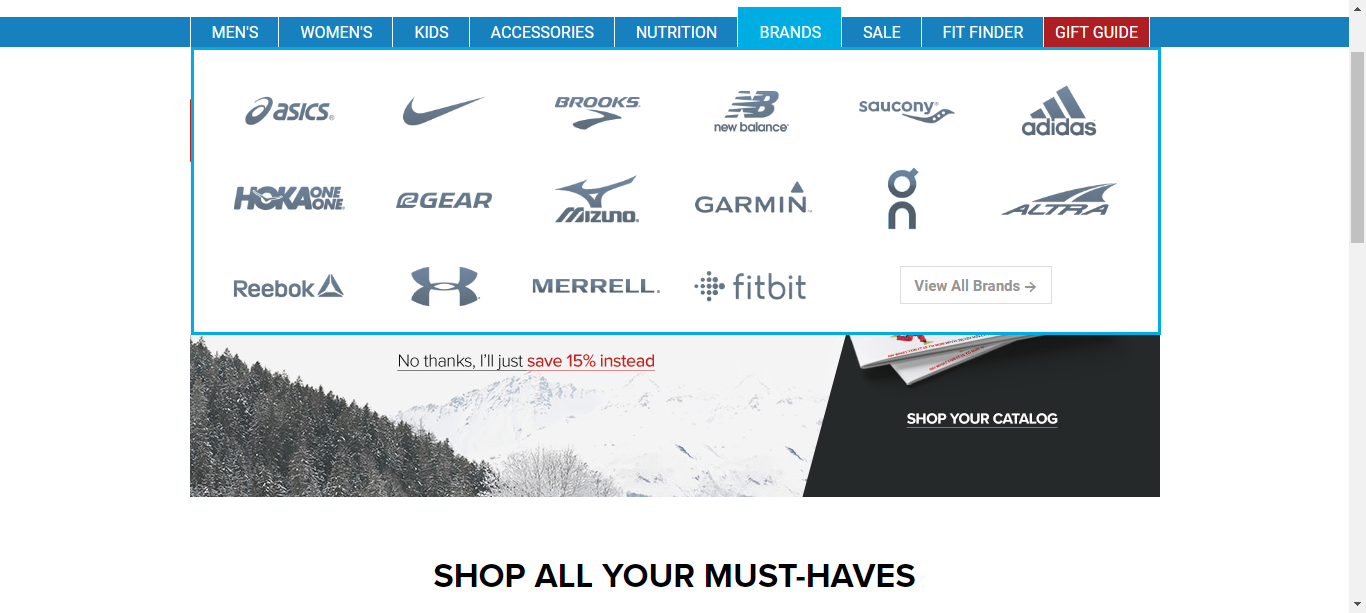 MEN'S WOMEN'S KIDS ACCESSORIES NUTRITION BRANDS SALE FIT FINDER GIFT GUIDE
asics BROOKS new balance saucony adidas
HOKA ONE ONE GEAR MIZUNO GARMIN on ALTRA
Reebok MERRELL fitbit View All Brands →
No thanks, I'll just save 15% instead
SHOP YOUR CATALOG
SHOP ALL YOUR MUST-HAVES